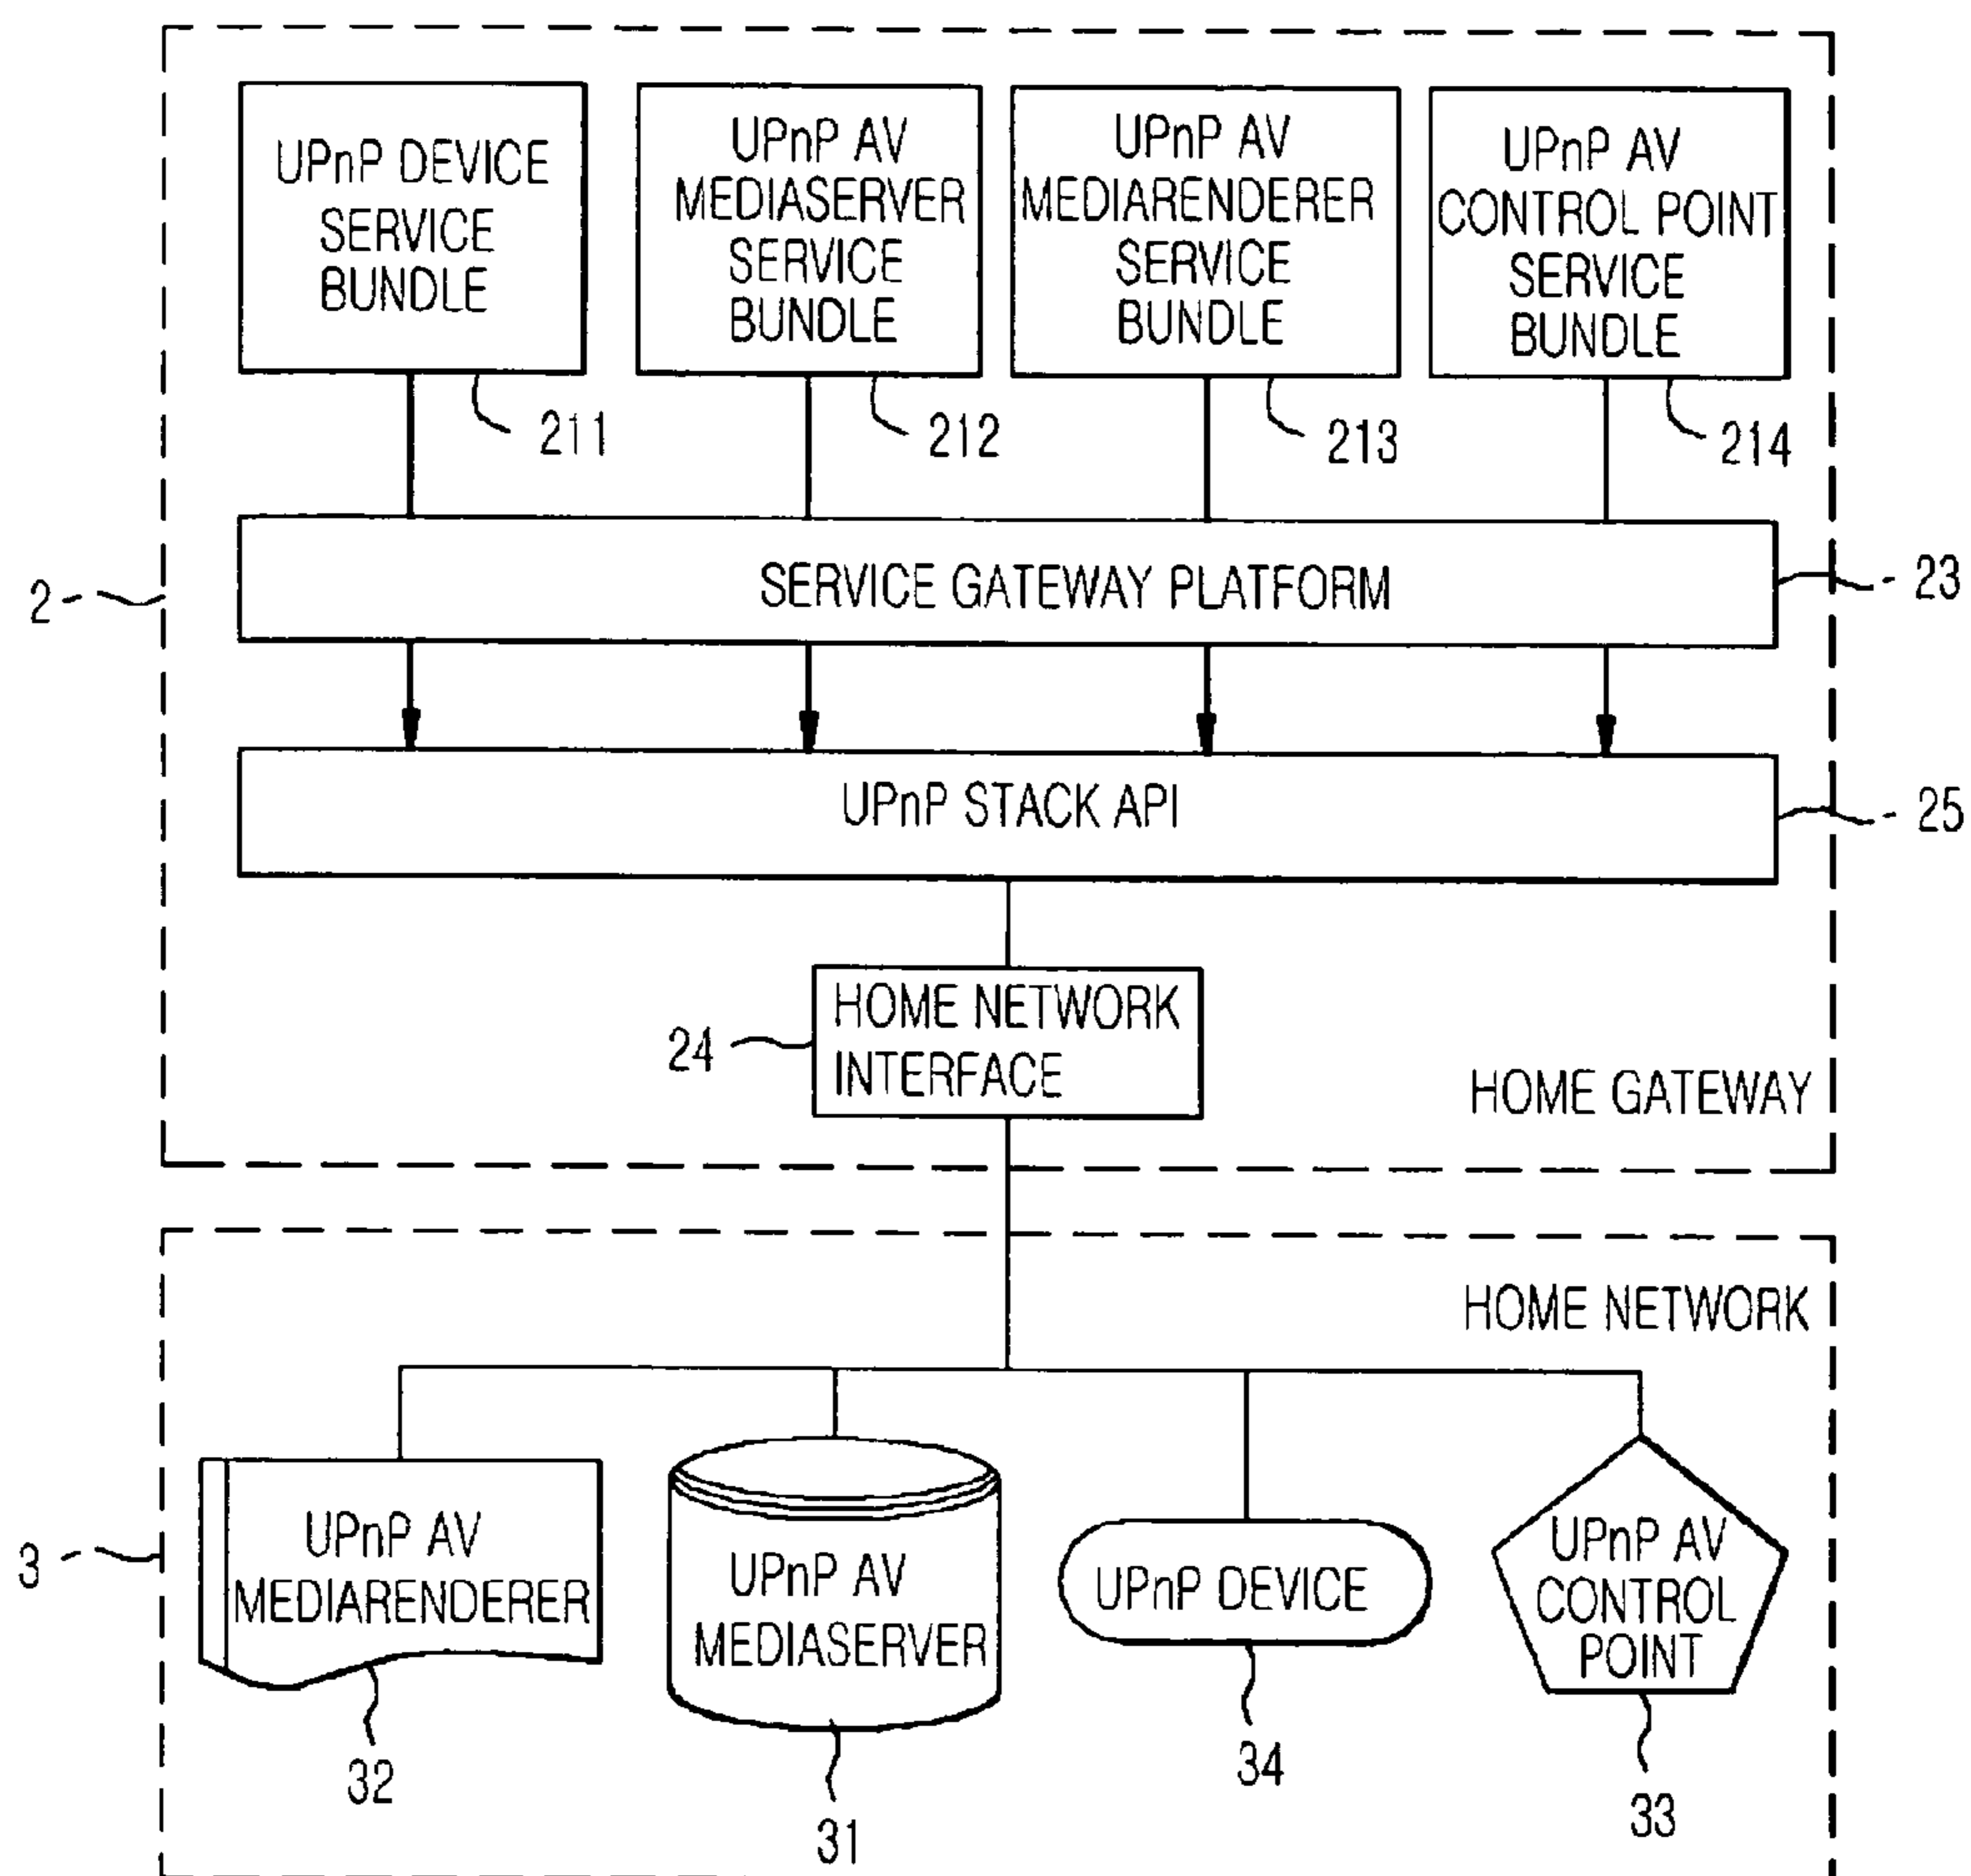 UPnP DEVICE
SERVICE
BUNDLE
211
UPnP AV
MEDIASERVER
SERVICE
BUNDLE
212
UPnP AV
MEDIARENDERER
SERVICE
BUNDLE
213
UPnP AV
CONTROL POINT
SERVICE
BUNDLE
214
2
SERVICE GATEWAY PLATFORM
23
UPnP STACK API
25
24
HOME NETWORK
INTERFACE
HOME GATEWAY
HOME NETWORK
3
UPnP AV
MEDIARENDERER
32
UPnP AV
MEDIASERVER
31
UPnP DEVICE
34
UPnP AV
CONTROL
POINT
33